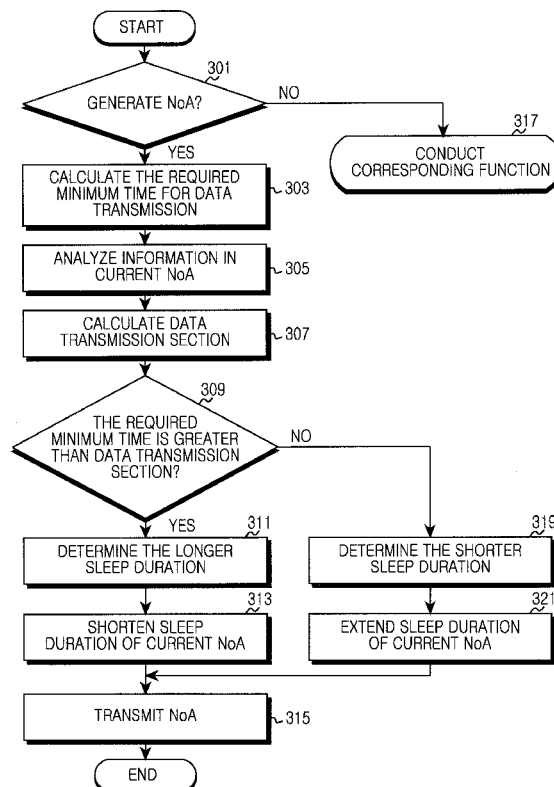 START
301
GENERATE NoA?
NO
317
CONDUCT
CORRESPONDING FUNCTION
YES
CALCULATE THE REQUIRED
MINIMUM TIME FOR DATA
TRANSMISSION
303
ANALYZE INFORMATION IN
CURRENT NoA
305
CALCULATE DATA
TRANSMISSION SECTION
307
309
THE REQUIRED
MINIMUM TIME IS GREATER
THAN DATA TRANSMISSION
SECTION?
NO
YES
311
DETERMINE THE LONGER
SLEEP DURATION
319
DETERMINE THE SHORTER
SLEEP DURATION
313
SHORTEN SLEEP
DURATION OF CURRENT NoA
321
EXTEND SLEEP DURATION
OF CURRENT NoA
TRANSMIT NoA
315
END